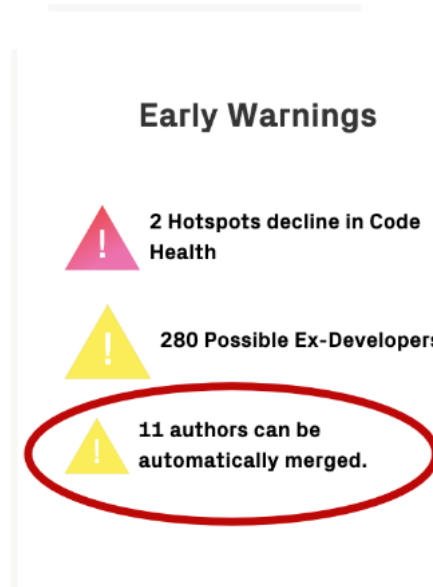 Early Warnings
!
2 Hotspots decline in Code
Health
!
280 Possible Ex-Developers
!
11 authors can be
automatically merged.